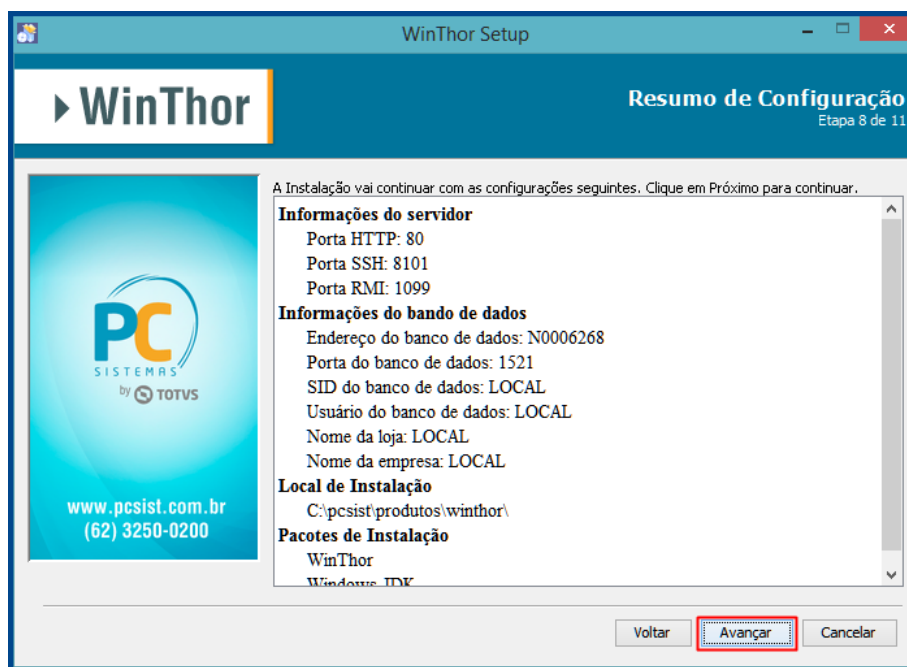 WinThor Setup
WinThor
Resumo de Configuração
Etapa 8 de 11
A Instalação vai continuar com as configurações seguintes. Clique em Próximo para continuar.
Informações do servidor
Porta HTTP: 80
Porta SSH: 8101
Porta RMI: 1099
Informações do bando de dados
Endereço do banco de dados: N0006268
Porta do banco de dados: 1521
SID do banco de dados: LOCAL
Usuário do banco de dados: LOCAL
Nome da loja: LOCAL
Nome da empresa: LOCAL
Local de Instalação
C:\pcsist\produtos\winthor\
Pacotes de Instalação
WinThor
Windows JDK
PC
SISTEMAS
by TOTVS
www.pcsist.com.br
(62) 3250-0200
Voltar
Avançar
Cancelar